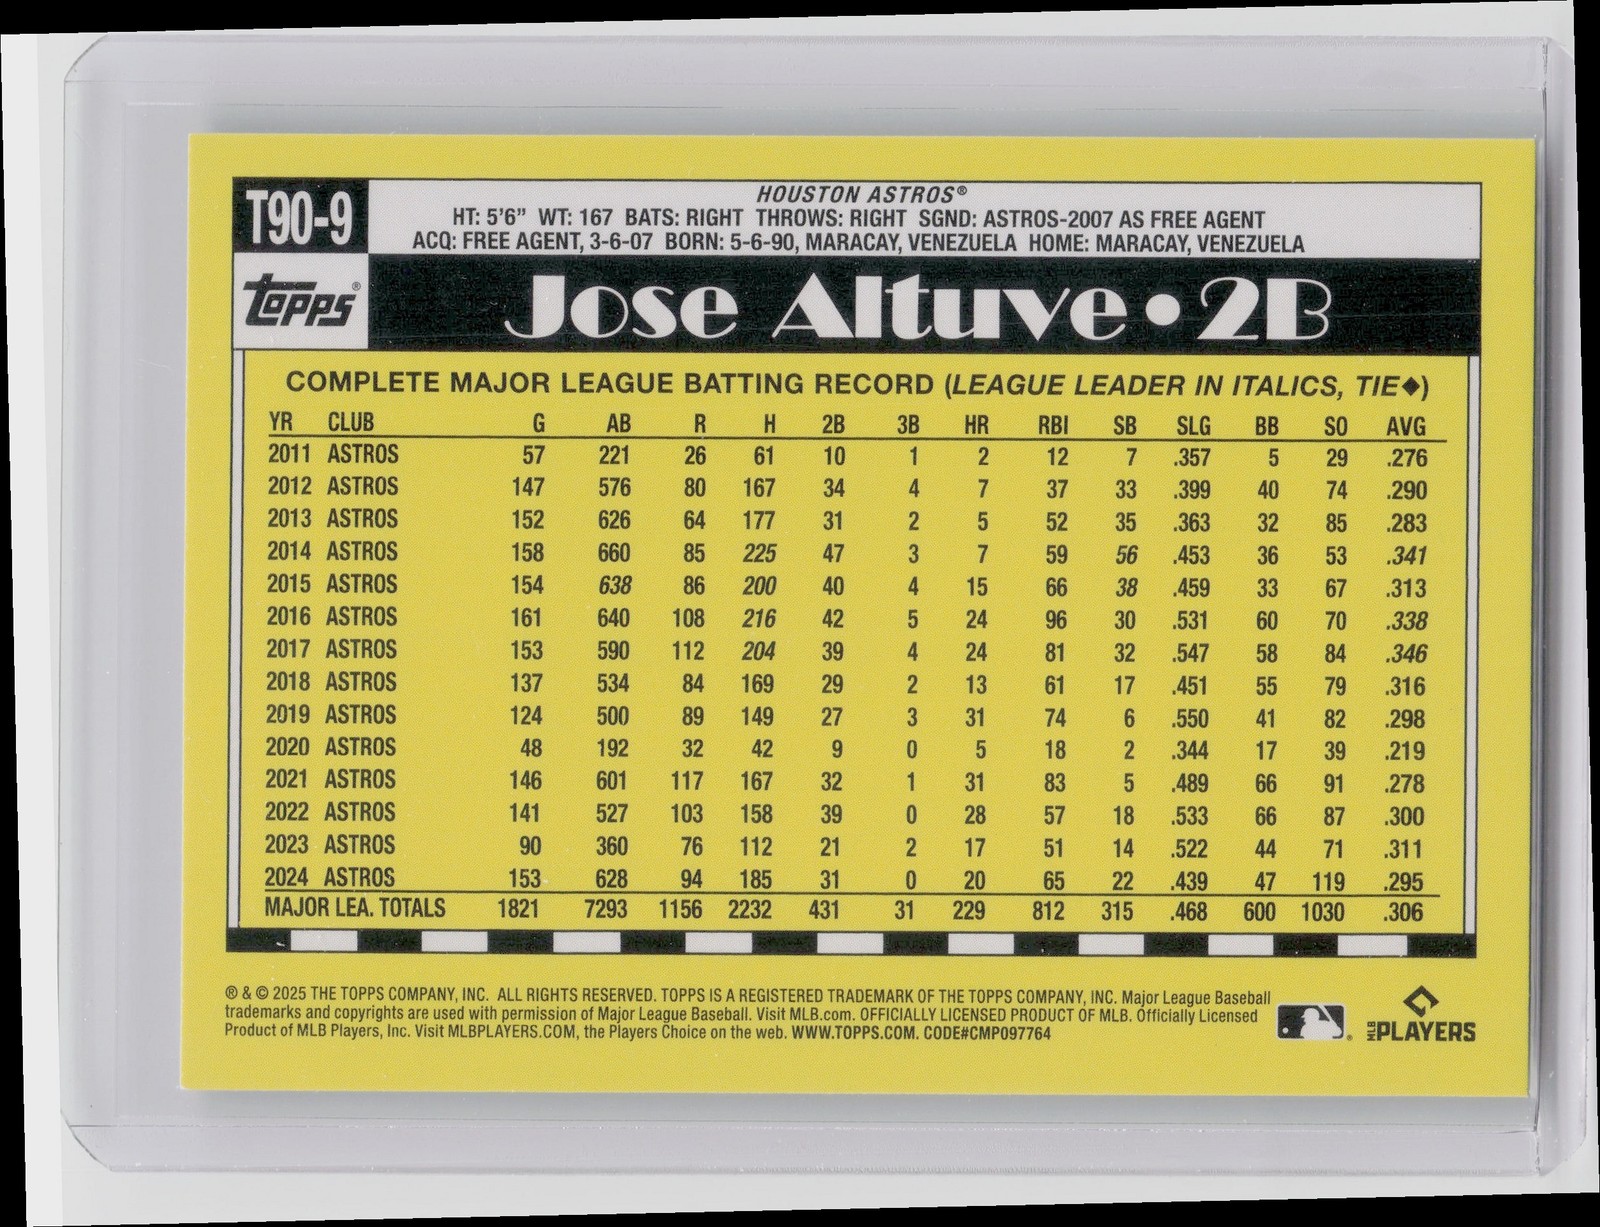 T90-9
HOUSTON ASTROS®
HT: 5'6" WT: 167 BATS: RIGHT THROWS: RIGHT SGND: ASTROS-2007 AS FREE AGENT
ACQ: FREE AGENT, 3-6-07 BORN: 5-6-90, MARACAY, VENEZUELA HOME: MARACAY, VENEZUELA
topps®
Jose Altuve • 2B
COMPLETE MAJOR LEAGUE BATTING RECORD (LEAGUE LEADER IN ITALICS, TIE◆)
YR CLUB G AB R H 2B 3B HR RBI SB SLG BB SO AVG
2011 ASTROS 57 221 26 61 10 1 2 12 7 .357 5 29 .276
2012 ASTROS 147 576 80 167 34 4 7 37 33 .399 40 74 .290
2013 ASTROS 152 626 64 177 31 2 5 52 35 .363 32 85 .283
2014 ASTROS 158 660 85 225 47 3 7 59 56 .453 36 53 .341
2015 ASTROS 154 638 86 200 40 4 15 66 38 .459 33 67 .313
2016 ASTROS 161 640 108 216 42 5 24 96 30 .531 60 70 .338
2017 ASTROS 153 590 112 204 39 4 24 81 32 .547 58 84 .346
2018 ASTROS 137 534 84 169 29 2 13 61 17 .451 55 79 .316
2019 ASTROS 124 500 89 149 27 3 31 74 6 .550 41 82 .298
2020 ASTROS 48 192 32 42 9 0 5 18 2 .344 17 39 .219
2021 ASTROS 146 601 117 167 32 1 31 83 5 .489 66 91 .278
2022 ASTROS 141 527 103 158 39 0 28 57 18 .533 66 87 .300
2023 ASTROS 90 360 76 112 21 2 17 51 14 .522 44 71 .311
2024 ASTROS 153 628 94 185 31 0 20 65 22 .439 47 119 .295
MAJOR LEA. TOTALS 1821 7293 1156 2232 431 31 229 812 315 .468 600 1030 .306
® & © 2025 THE TOPPS COMPANY, INC. ALL RIGHTS RESERVED. TOPPS IS A REGISTERED TRADEMARK OF THE TOPPS COMPANY, INC. Major League Baseball
trademarks and copyrights are used with permission of Major League Baseball. Visit MLB.com. OFFICIALLY LICENSED PRODUCT OF MLB. Officially Licensed
Product of MLB Players, Inc. Visit MLBPLAYERS.COM, the Players Choice on the web. WWW.TOPPS.COM. CODE#CMP097764
MLB PLAYERS